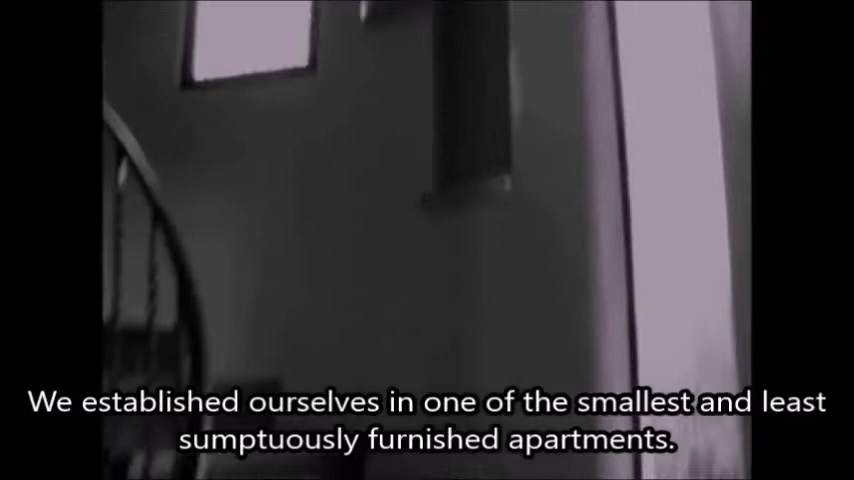 We established ourselves in one of the smallest and least
sumptuously furnished apartments.